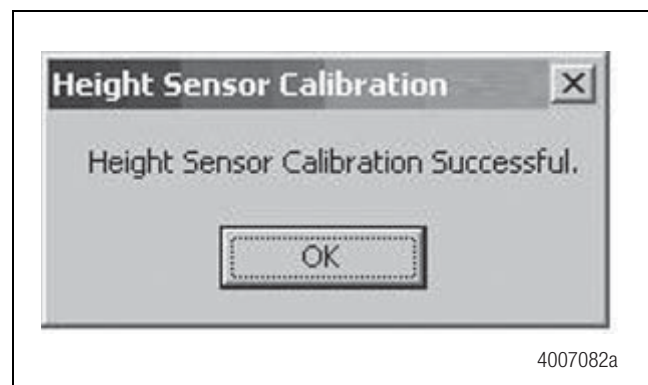 Height Sensor Calibration
Height Sensor Calibration Successful.
OK
4007082a